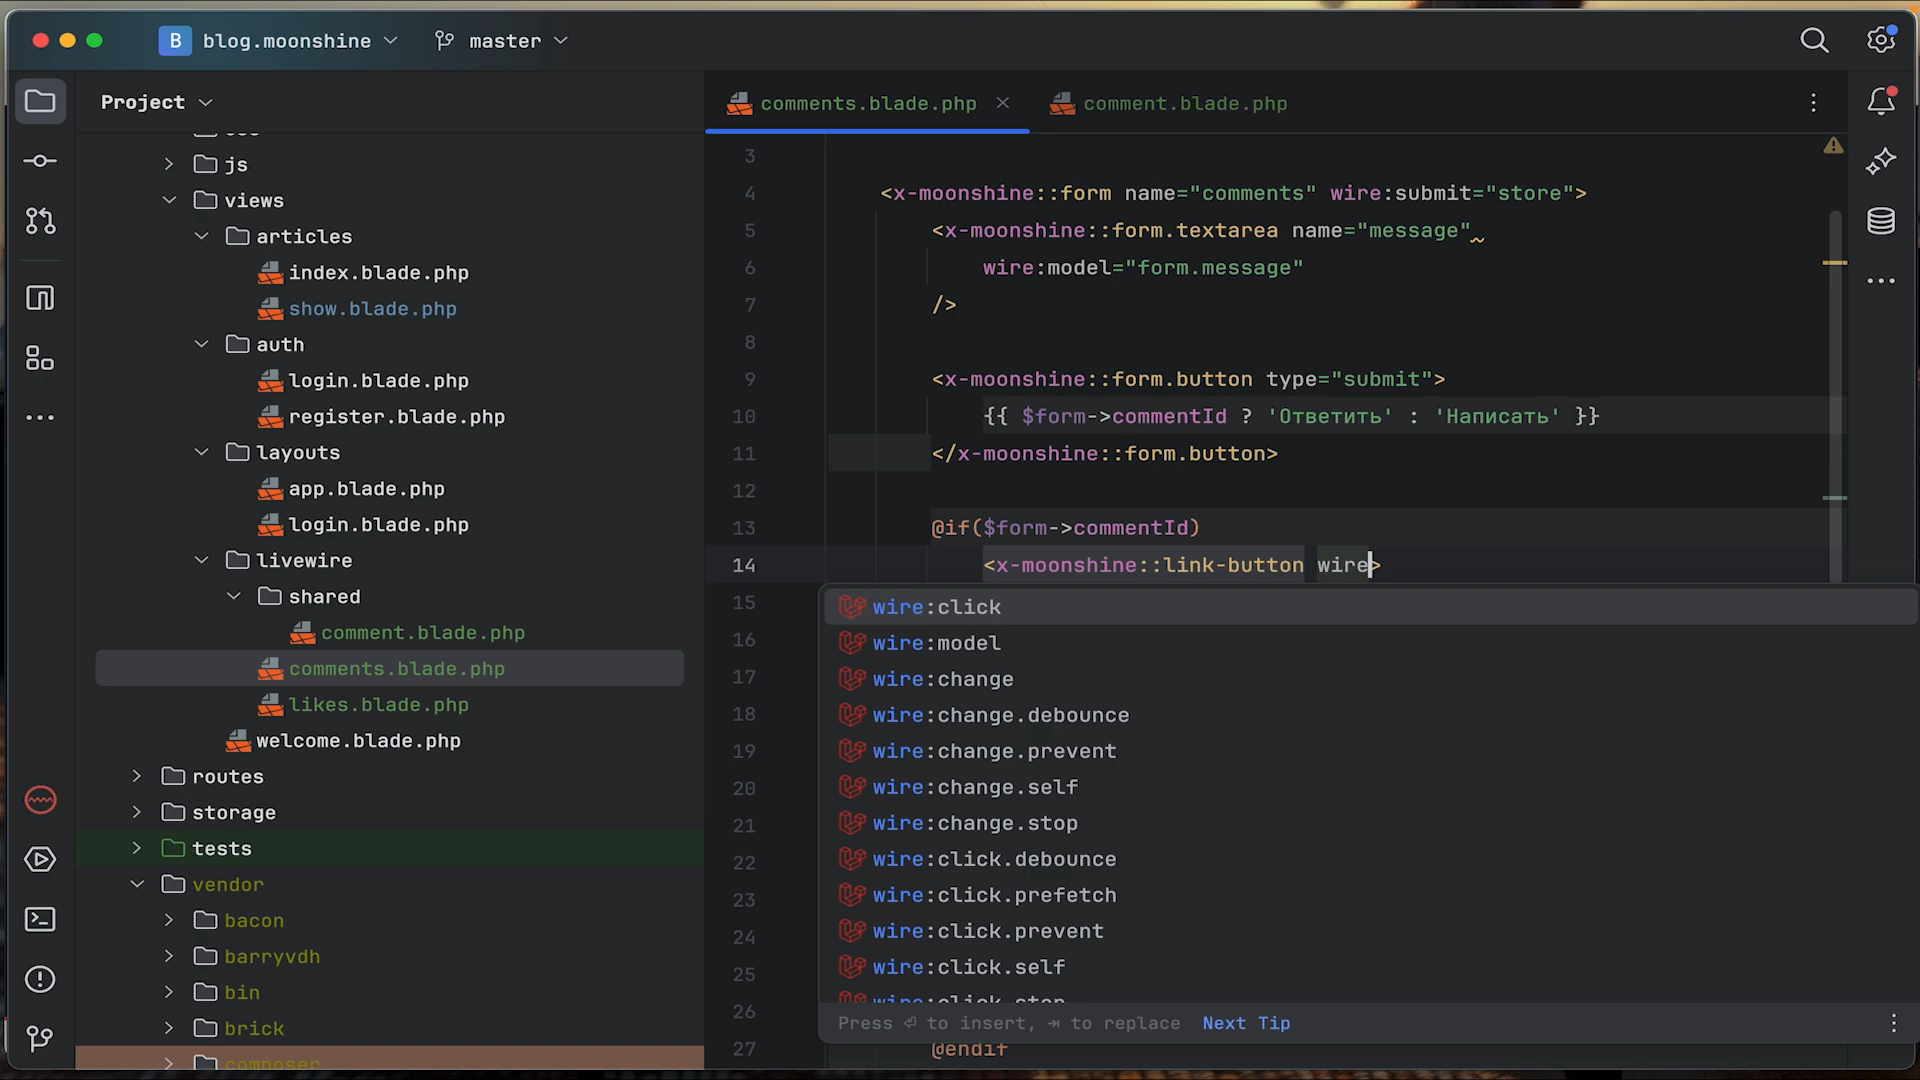 B blog.moonshine master
Project
js
views
articles
index.blade.php
show.blade.php
auth
login.blade.php
register.blade.php
layouts
app.blade.php
login.blade.php
livewire
shared
comment.blade.php
comments.blade.php
likes.blade.php
welcome.blade.php
routes
storage
tests
vendor
bacon
barryvdh
bin
brick
composer
comments.blade.php comment.blade.php
3
4 <x-moonshine::form name="comments" wire:submit="store">
5 <x-moonshine::form.textarea name="message"
6 wire:model="form.message"
7 />
8
9 <x-moonshine::form.button type="submit">
10 {{ $form->commentId ? 'Ответить' : 'Написать' }}
11 </x-moonshine::form.button>
12
13 @if($form->commentId)
14 <x-moonshine::link-button wire>
15
16
17
18
19
20
21
22
23
24
25
26
27 @endif
wire:click
wire:model
wire:change
wire:change.debounce
wire:change.prevent
wire:change.self
wire:change.stop
wire:click.debounce
wire:click.prefetch
wire:click.prevent
wire:click.self
wire:click.stop
Press ⏎ to insert, ⇥ to replace Next Tip